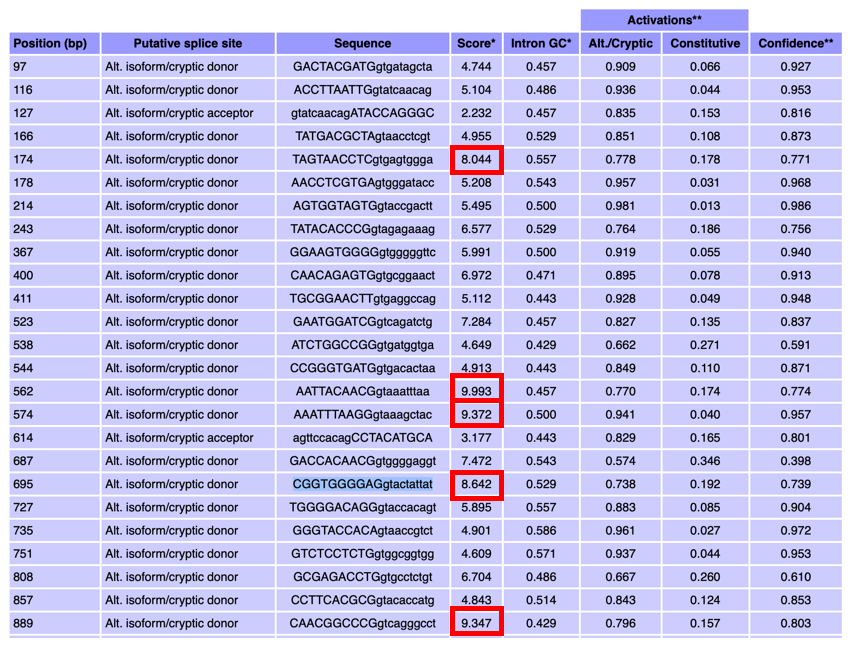 Activations**
Position (bp) Putative splice site Sequence Score* Intron GC* Alt./Cryptic Constitutive Confidence**
97 Alt. isoform/cryptic donor GACTACGATGgtgatagcta 4.744 0.457 0.909 0.066 0.927
116 Alt. isoform/cryptic donor ACCTTAATTGgtatcaacag 5.104 0.486 0.936 0.044 0.953
127 Alt. isoform/cryptic acceptor gtatcaacagATACCAGGGC 2.232 0.457 0.835 0.153 0.816
166 Alt. isoform/cryptic donor TATGACGCTAgtaacctcgt 4.955 0.529 0.851 0.108 0.873
174 Alt. isoform/cryptic donor TAGTAACCTCgtgagtggga 8.044 0.557 0.778 0.178 0.771
178 Alt. isoform/cryptic donor AACCTCGTGAgtgggatacc 5.208 0.543 0.957 0.031 0.968
214 Alt. isoform/cryptic donor AGTGGTAGTGgtaccgactt 5.495 0.500 0.981 0.013 0.986
243 Alt. isoform/cryptic donor TATACACCCGgtagagaaag 6.577 0.529 0.764 0.186 0.756
367 Alt. isoform/cryptic donor GGAAGTGGGGgtgggggttc 5.991 0.500 0.919 0.055 0.940
400 Alt. isoform/cryptic donor CAACAGAGTGgtgcggaact 6.972 0.471 0.895 0.078 0.913
411 Alt. isoform/cryptic donor TGCGGAACTTgtgaggccag 5.112 0.443 0.928 0.049 0.948
523 Alt. isoform/cryptic donor GAATGGATCGgtcagatctg 7.284 0.457 0.827 0.135 0.837
538 Alt. isoform/cryptic donor ATCTGGCCGGgtgatggtga 4.649 0.429 0.662 0.271 0.591
544 Alt. isoform/cryptic donor CCGGGTGATGgtgacactaa 4.913 0.443 0.849 0.110 0.871
562 Alt. isoform/cryptic donor AATTACAACGgtaaatttaa 9.993 0.457 0.770 0.174 0.774
574 Alt. isoform/cryptic donor AAATTTAAGGgtaaagctac 9.372 0.500 0.941 0.040 0.957
614 Alt. isoform/cryptic acceptor agttccacagCCTACATGCA 3.177 0.443 0.829 0.165 0.801
687 Alt. isoform/cryptic donor GACCACAACGgtggggaggt 7.472 0.543 0.574 0.346 0.398
695 Alt. isoform/cryptic donor CGGTGGGGAGgtactattat 8.642 0.529 0.738 0.192 0.739
727 Alt. isoform/cryptic donor TGGGGACAGGgtaccacagt 5.895 0.557 0.883 0.085 0.904
735 Alt. isoform/cryptic donor GGGTACCACAgtaaccgtct 4.901 0.586 0.961 0.027 0.972
751 Alt. isoform/cryptic donor GTCTCCTCTGgtggcggtgg 4.609 0.571 0.937 0.044 0.953
808 Alt. isoform/cryptic donor GCGAGACCTGgtgcctctgt 6.704 0.486 0.667 0.260 0.610
857 Alt. isoform/cryptic donor CCTTCACGCGgtacaccatg 4.843 0.514 0.843 0.124 0.853
889 Alt. isoform/cryptic donor CAACGGCCCGgtcagggcct 9.347 0.429 0.796 0.157 0.803